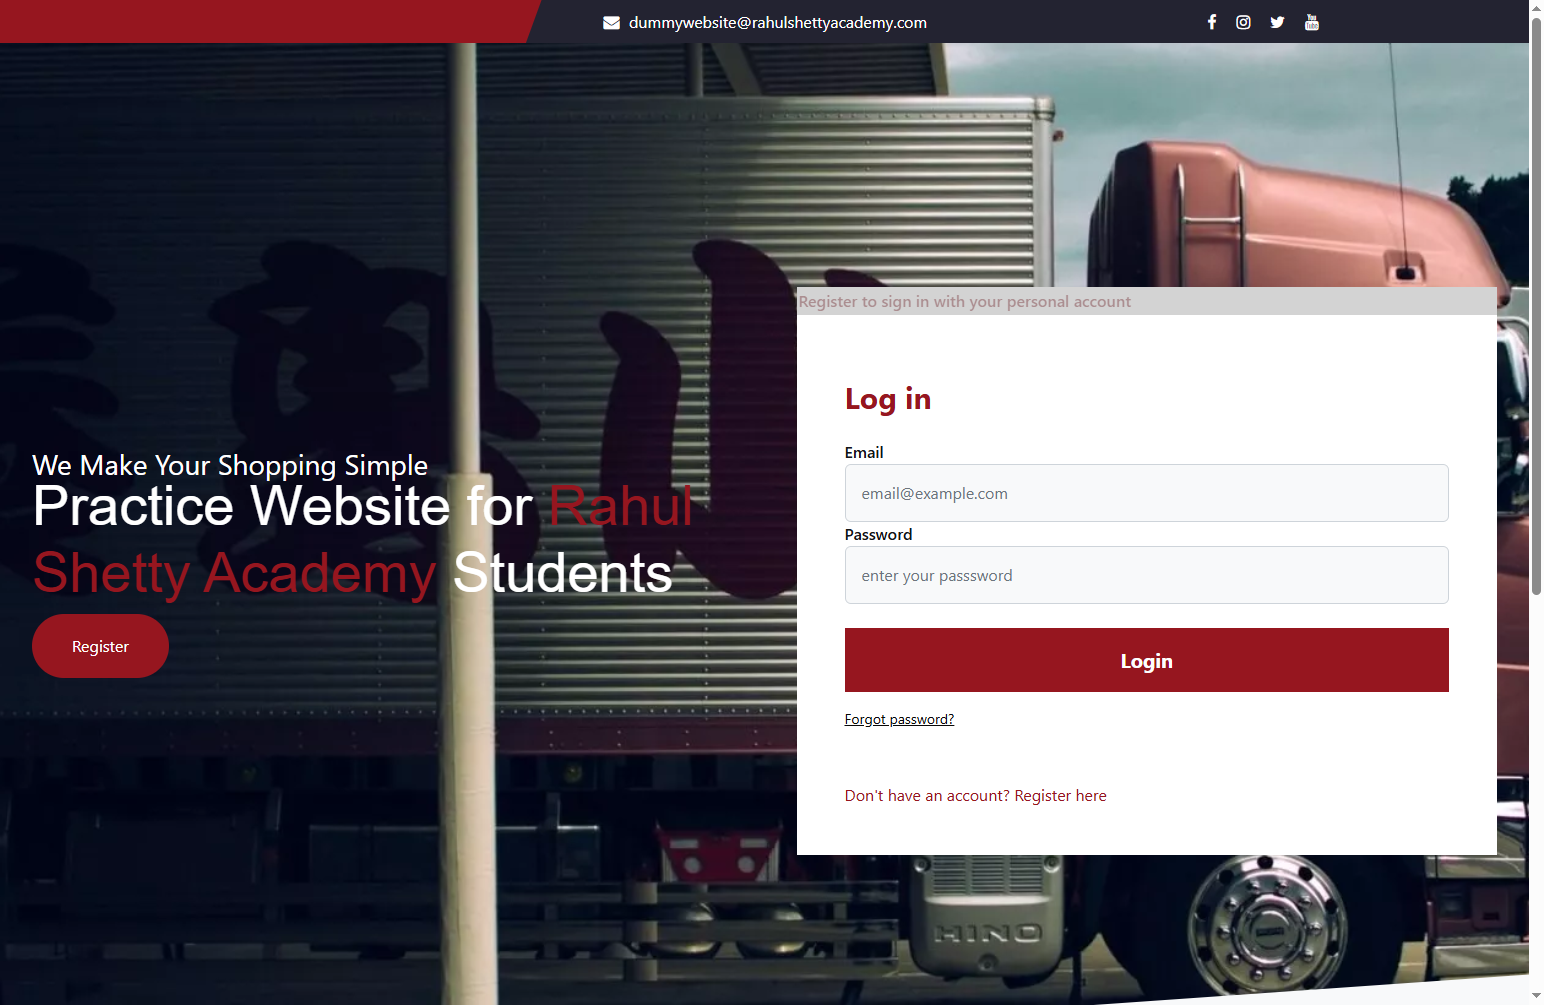 dummywebsite@rahulshettyacademy.com
Register to sign in with your personal account
Log in
Email
email@example.com
Password
enter your passsword
Login
Forgot password?
Don't have an account? Register here
We Make Your Shopping Simple
Practice Website for Rahul
Shetty Academy Students
Register
HINO